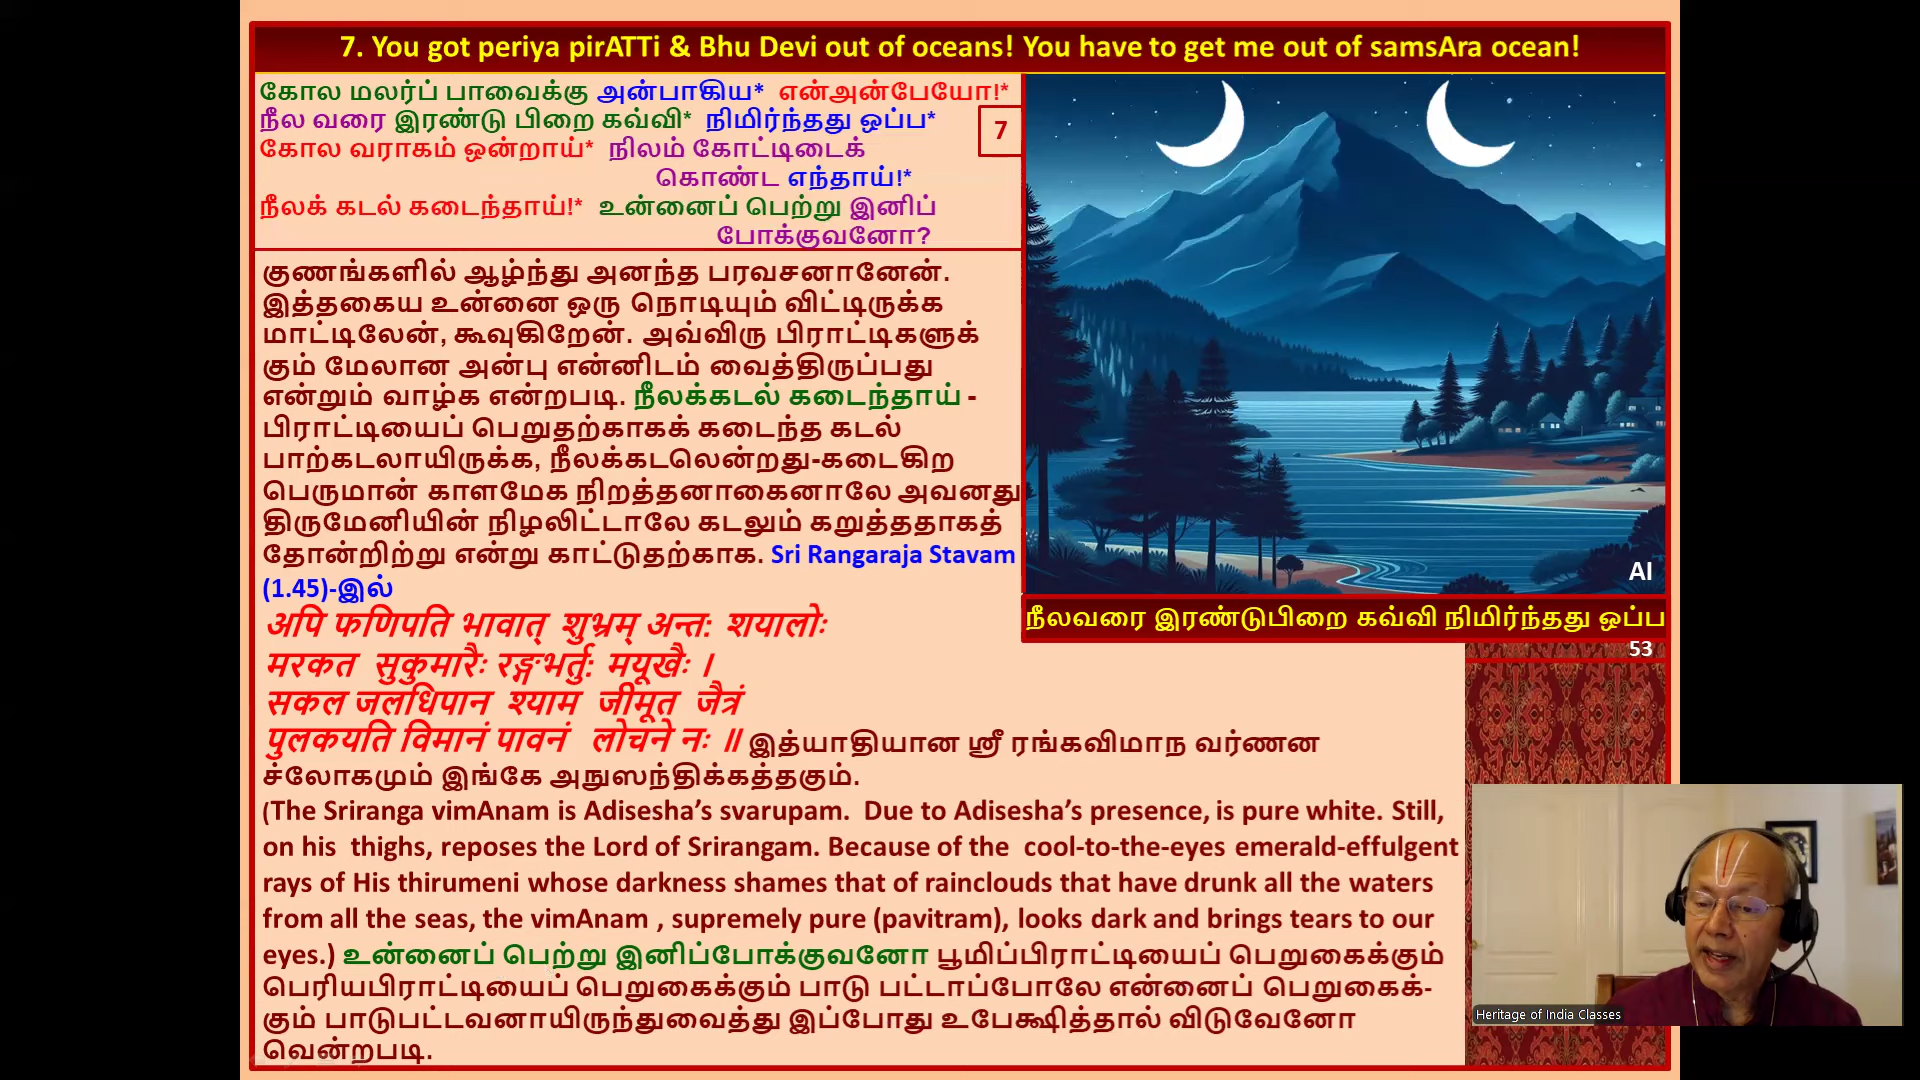 7. You got periya pirATTi & Bhu Devi out of oceans! You have to get me out of samsAra ocean!
கோல மலர்ப் பாவைக்கு அன்பாகிய* என்அன்பேயோ!*
நீல வரை இரண்டு பிறை கவ்வி* நிமிர்ந்தது ஒப்ப*
கோல வராகம் ஒன்றாய்* நிலம் கோட்டிடைக்
கொண்ட எந்தாய்!*
நீலக் கடல் கடைந்தாய்!* உன்னைப் பெற்று இனிப்
போக்குவனோ?
7
குணங்களில் ஆழ்ந்து அனந்த பரவசனானேன்.
இத்தகைய உன்னை ஒரு நொடியும் விட்டிருக்க
மாட்டிலேன், கூவுகிறேன். அவ்விரு பிராட்டிகளுக்
கும் மேலான அன்பு என்னிடம் வைத்திருப்பது
என்றும் வாழ்க என்றபடி. நீலக்கடல் கடைந்தாய் -
பிராட்டியைப் பெறுதற்காகக் கடைந்த கடல்
பாற்கடலாயிருக்க, நீலக்கடலென்றது-கடைகிற
பெருமான் காளமேக நிறத்தனாகைனாலே அவனது
திருமேனியின் நிழலிட்டாலே கடலும் கறுத்ததாகத்
தோன்றிற்று என்று காட்டுதற்காக. Sri Rangaraja Stavam
(1.45)-இல்
अपि फणिपति भावात् शुभ्रम् अन्तः शयालोः
मरकत सुकुमारैः रङ्गभर्तुः मयूखैः ।
सकल जलधिपान श्याम जीमूत जैत्रं
पुलकयति विमानं पावनं लोचने नः ॥ இத்யாதியான ஸ்ரீ ரங்கவிமாந வர்ணன
ச்லோகமும் இங்கே அநுஸந்திக்கத்தகும்.
(The Sriranga vimAnam is Adisesha’s svarupam. Due to Adisesha’s presence, is pure white. Still,
on his thighs, reposes the Lord of Srirangam. Because of the cool-to-the-eyes emerald-effulgent
rays of His thirumeni whose darkness shames that of rainclouds that have drunk all the waters
from all the seas, the vimAnam , supremely pure (pavitram), looks dark and brings tears to our
eyes.) உன்னைப் பெற்று இனிப்போக்குவனோ பூமிப்பிராட்டியைப் பெறுகைக்கும்
பெரியபிராட்டியைப் பெறுகைக்கும் பாடு பட்டாப்போலே என்னைப் பெறுகைக்-
கும் பாடுபட்டவனாயிருந்துவைத்து இப்போது உபேக்ஷித்தால் விடுவேனோ
வென்றபடி.
AI
நீலவரை இரண்டுபிறை கவ்வி நிமிர்ந்தது ஒப்ப
53
Heritage of India Classes